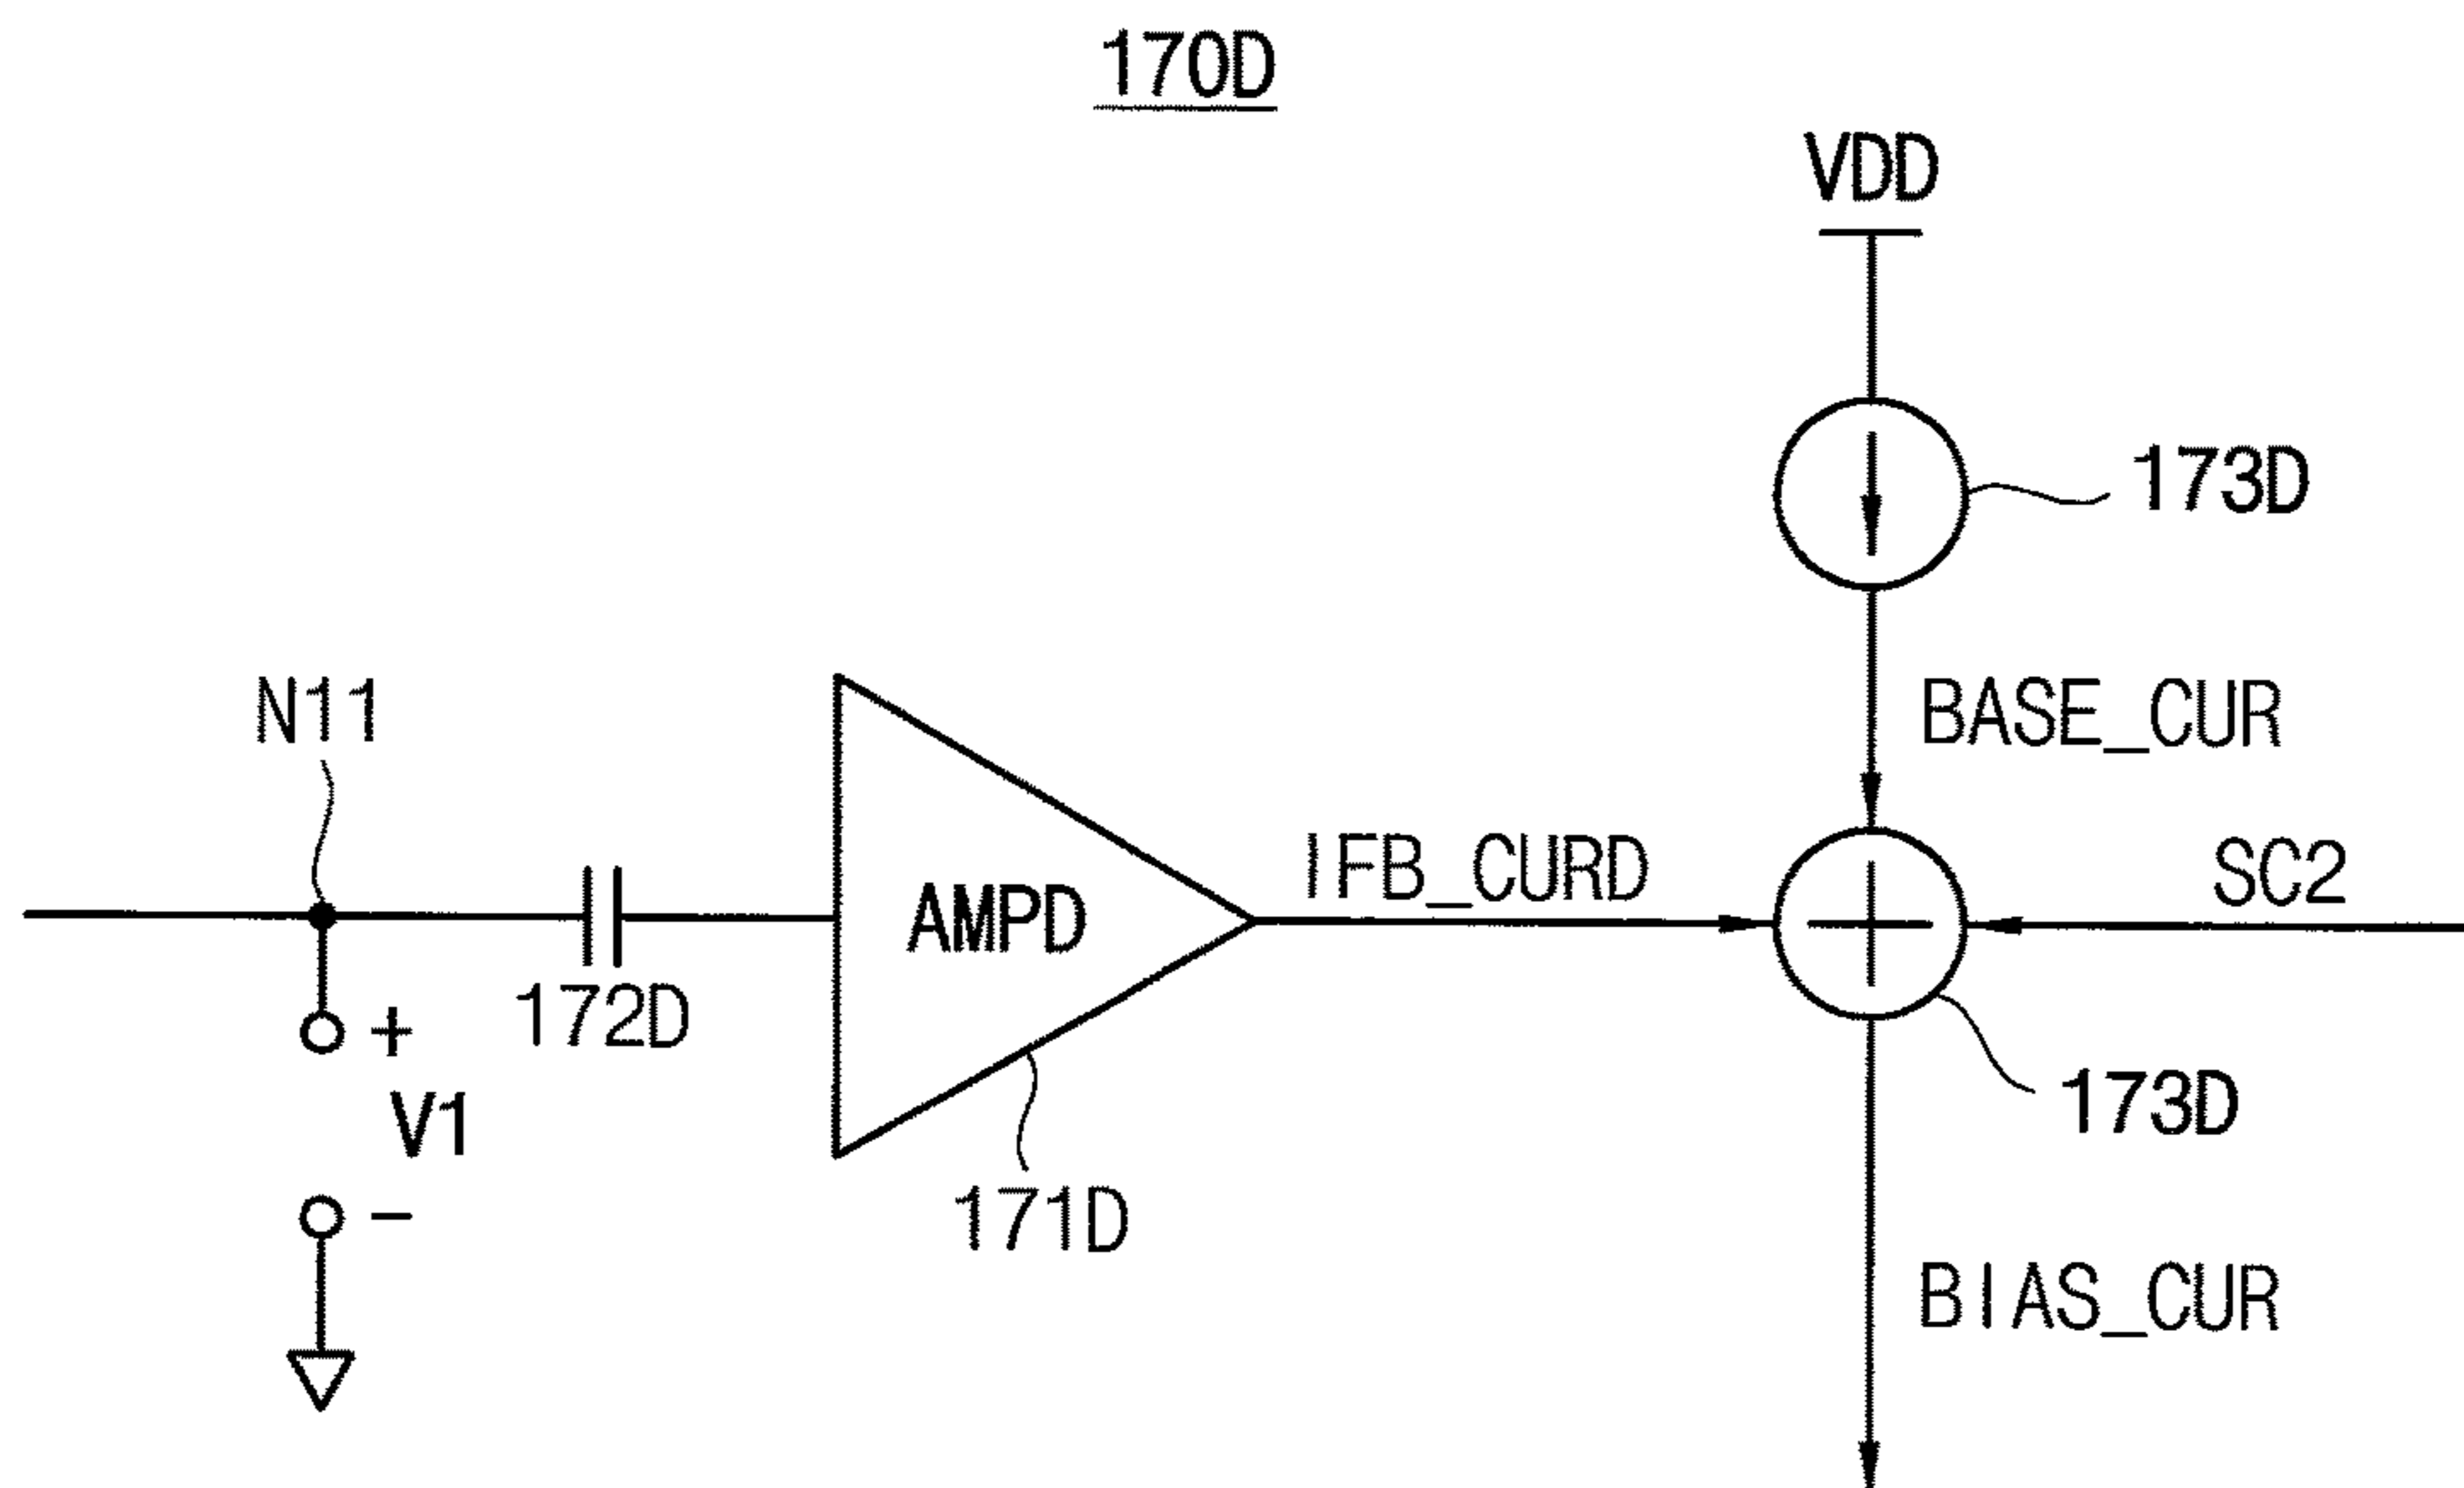 170D
VDD
173D
N11
BASE_CUR
IFB_CURD
SC2
AMPD
172D
+
V1
173D
171D
−
BIAS_CUR